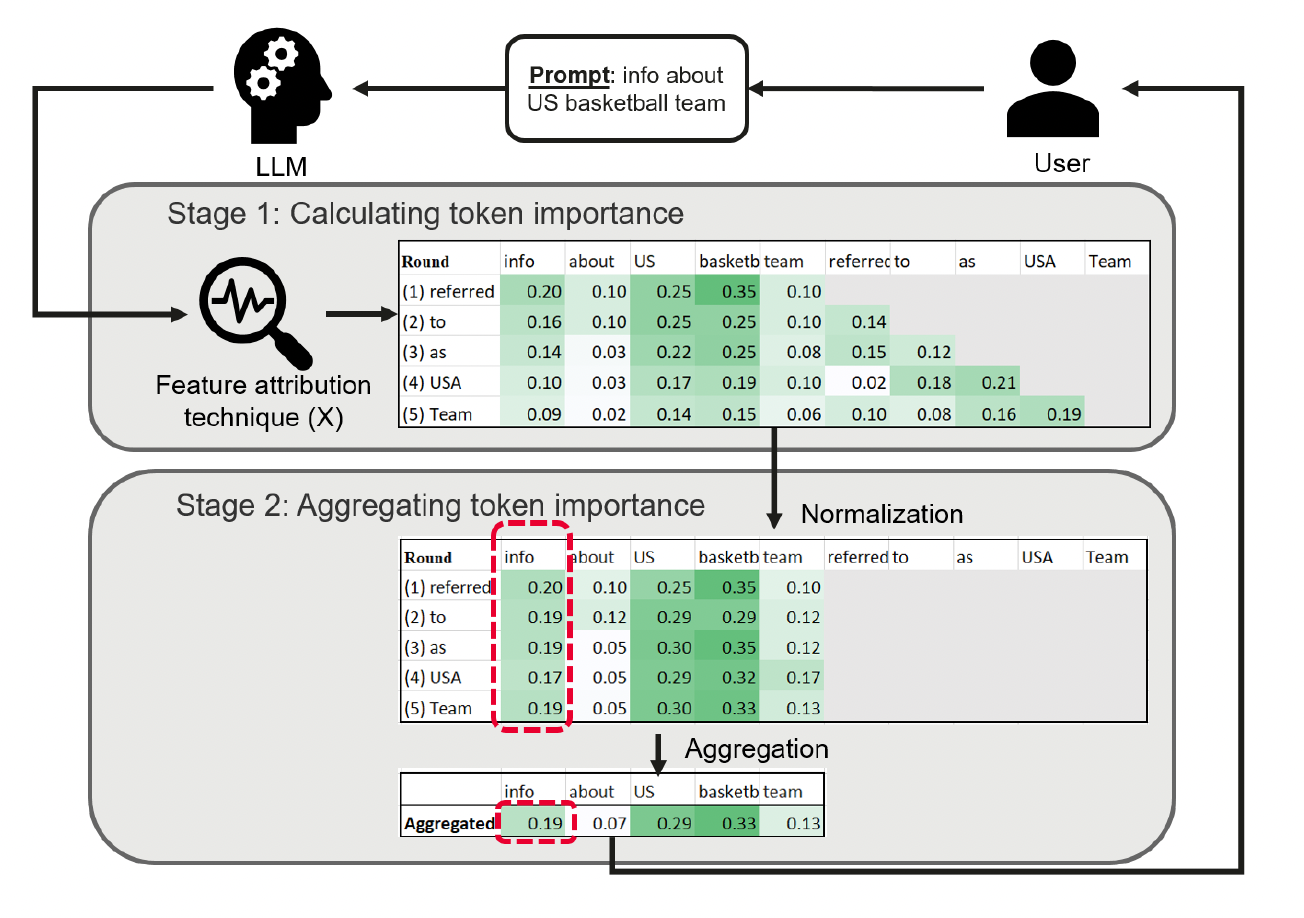 Prompt: info about
US basketball team
LLM
User
Stage 1: Calculating token importance
Round info about US basketb team referrec to as USA Team
(1) referred 0.20 0.10 0.25 0.35 0.10
(2) to 0.16 0.10 0.25 0.25 0.10 0.14
(3) as 0.14 0.03 0.22 0.25 0.08 0.15 0.12
(4) USA 0.10 0.03 0.17 0.19 0.10 0.02 0.18 0.21
(5) Team 0.09 0.02 0.14 0.15 0.06 0.10 0.08 0.16 0.19
Feature attribution
technique (X)
Stage 2: Aggregating token importance
Normalization
Round info about US basketb team referred to as USA Team
(1) referred 0.20 0.10 0.25 0.35 0.10
(2) to 0.19 0.12 0.29 0.29 0.12
(3) as 0.19 0.05 0.30 0.35 0.12
(4) USA 0.17 0.05 0.29 0.32 0.17
(5) Team 0.19 0.05 0.30 0.33 0.13
Aggregation
info about US basketb team
Aggregated 0.19 0.07 0.29 0.33 0.13